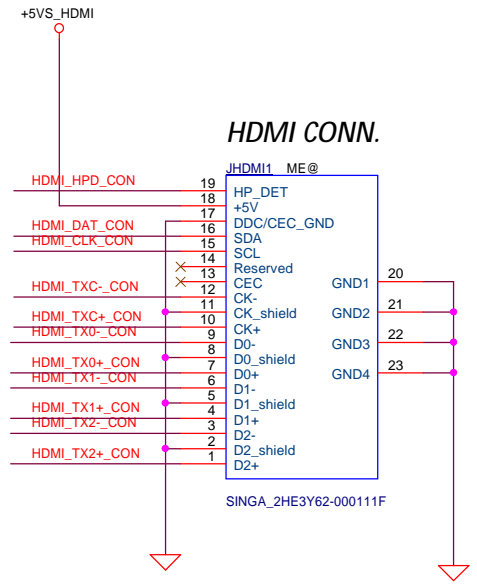 +5VS_HDMI
HDMI CONN.
JHDMI1 ME@
HDMI_HPD_CON 19 HP_DET
18 +5V
17 DDC/CEC_GND
HDMI_DAT_CON 16 SDA
HDMI_CLK_CON 15 SCL
14 Reserved
13 CEC GND1 20
HDMI_TXC-_CON 12 CK-
11 CK_shield GND2 21
HDMI_TXC+_CON 10 CK+
HDMI_TX0-_CON 9 D0- GND3 22
8 D0_shield
HDMI_TX0+_CON 7 D0+ GND4 23
HDMI_TX1-_CON 6 D1-
5 D1_shield
HDMI_TX1+_CON 4 D1+
HDMI_TX2-_CON 3 D2-
2 D2_shield
HDMI_TX2+_CON 1 D2+
SINGA_2HE3Y62-000111F